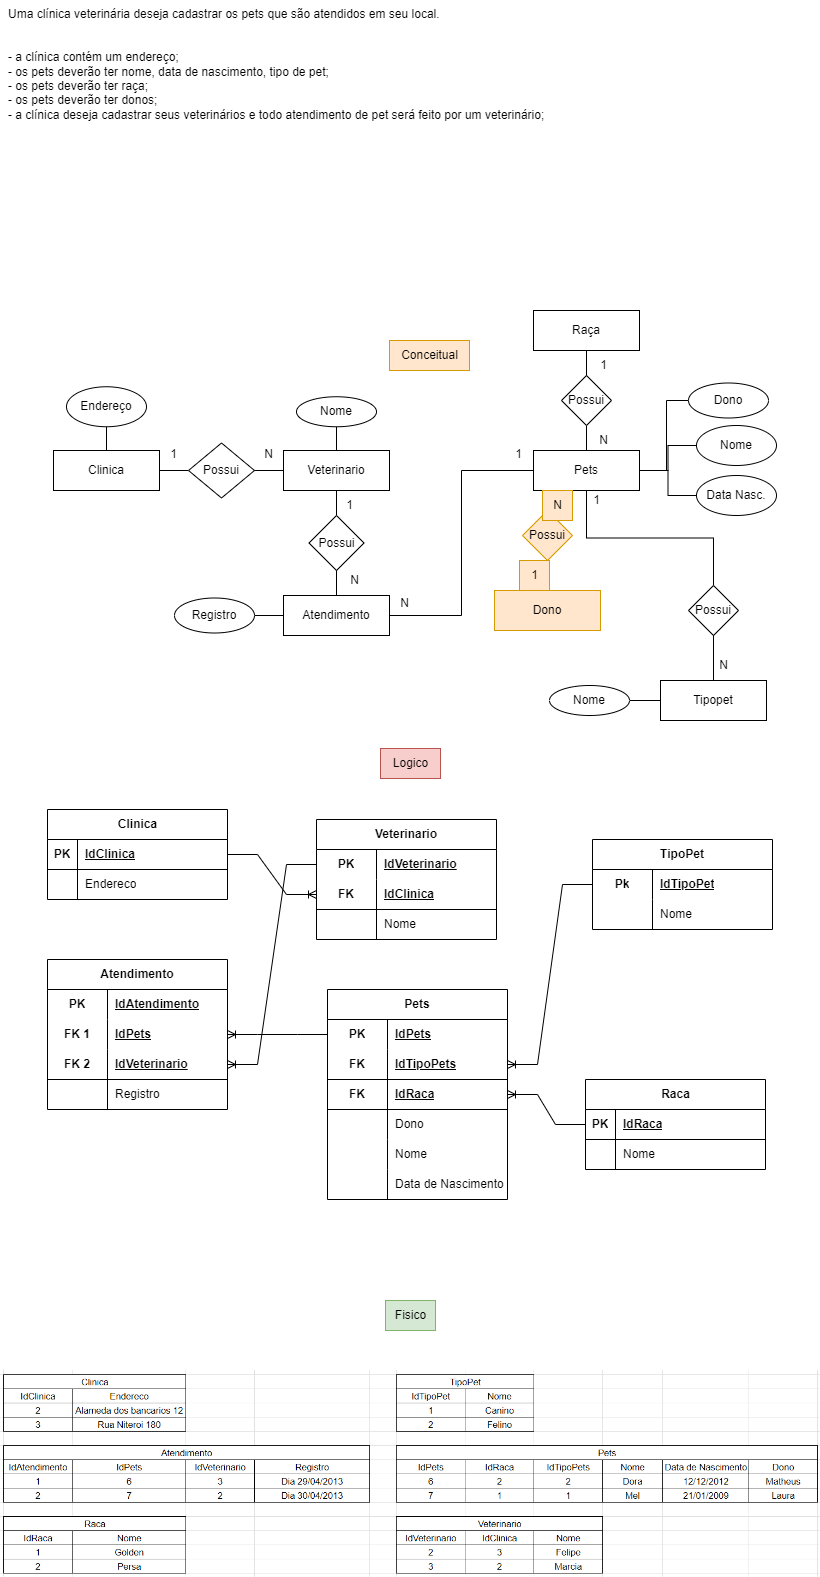 Uma clínica veterinária deseja cadastrar os pets que são atendidos em seu local.
- a clínica contém um endereço;
- os pets deverão ter nome, data de nascimento, tipo de pet;
- os pets deverão ter raça;
- os pets deverão ter donos;
- a clínica deseja cadastrar seus veterinários e todo atendimento de pet será feito por um veterinário;
Raça
Conceitual
1
Endereço
Nome
Possui
Dono
N
Nome
1
N
1
Clinica
Possui
Veterinario
Pets
Data Nasc.
1
N
1
Possui
Possui
N
1
N
Registro
Atendimento
Dono
Possui
N
Nome
Tipopet
Logico
Clinica
PK IdClinica
Endereco
Veterinario
PK IdVeterinario
FK IdClinica
Nome
TipoPet
Pk IdTipoPet
Nome
Atendimento
PK IdAtendimento
FK 1 IdPets
FK 2 IdVeterinario
Registro
Pets
PK IdPets
FK IdTipoPets
FK IdRaca
Dono
Nome
Data de Nascimento
Raca
PK IdRaca
Nome
Fisico
Clinica
IdClinica Endereco
2 Alameda dos bancarios 12
3 Rua Niteroi 180
TipoPet
IdTipoPet Nome
1 Canino
2 Felino
Atendimento
IdAtendimento IdPets IdVeterinario Registro
1 6 3 Dia 29/04/2013
2 7 2 Dia 30/04/2013
Pets
IdPets IdRaca IdTipoPets Nome Data de Nascimento Dono
6 2 2 Dora 12/12/2012 Matheus
7 1 1 Mel 21/01/2009 Laura
Raca
IdRaca Nome
1 Golden
2 Persa
Veterinario
IdVeterinario IdClinica Nome
2 3 Felipe
3 2 Marcia